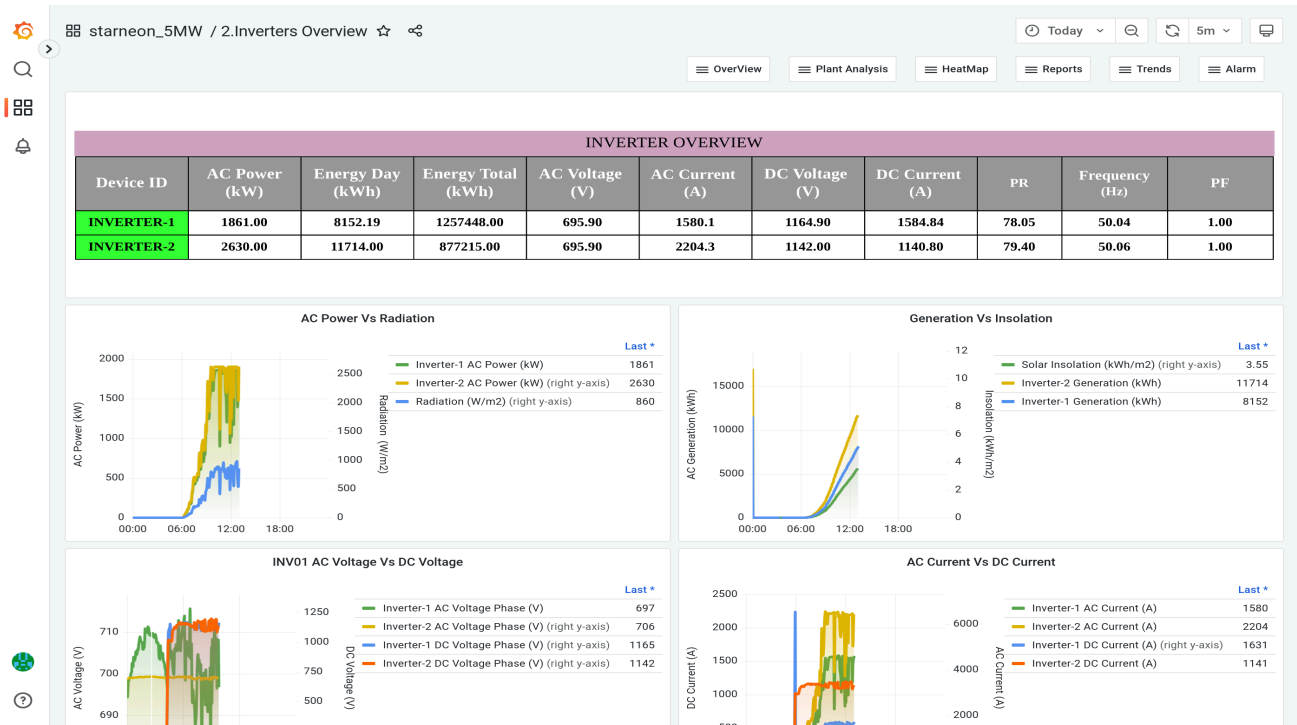 starneon_5MW / 2.Inverters Overview
Today
5m
OverView
Plant Analysis
HeatMap
Reports
Trends
Alarm
INVERTER OVERVIEW
Device ID AC Power (kW) Energy Day (kWh) Energy Total (kWh) AC Voltage (V) AC Current (A) DC Voltage (V) DC Current (A) PR Frequency (Hz) PF
INVERTER-1 1861.00 8152.19 1257448.00 695.90 1580.1 1164.90 1584.84 78.05 50.04 1.00
INVERTER-2 2630.00 11714.00 877215.00 695.90 2204.3 1142.00 1140.80 79.40 50.06 1.00
AC Power Vs Radiation
AC Power (kW)
2000
1500
1000
500
0
00:00 06:00 12:00 18:00
2500
2000
1500
1000
500
0
Radiation (W/m2)
Last *
Inverter-1 AC Power (kW) 1861
Inverter-2 AC Power (kW) (right y-axis) 2630
Radiation (W/m2) (right y-axis) 860
Generation Vs Insolation
AC Generation (kWh)
15000
10000
5000
0
00:00 06:00 12:00 18:00
12
10
8
6
4
2
0
Insolation (kWh/m2)
Last *
Solar Insolation (kWh/m2) (right y-axis) 3.55
Inverter-2 Generation (kWh) 11714
Inverter-1 Generation (kWh) 8152
INV01 AC Voltage Vs DC Voltage
AC Voltage (V)
710
700
690
1250
1000
750
500
DC Voltage (V)
Last *
Inverter-1 AC Voltage Phase (V) 697
Inverter-2 AC Voltage Phase (V) (right y-axis) 706
Inverter-1 DC Voltage Phase (V) (right y-axis) 1165
Inverter-2 DC Voltage Phase (V) (right y-axis) 1142
AC Current Vs DC Current
DC Current (A)
2500
2000
1500
1000
500
6000
4000
2000
AC Current (A)
Last *
Inverter-1 AC Current (A) 1580
Inverter-2 AC Current (A) 2204
Inverter-1 DC Current (A) (right y-axis) 1631
Inverter-2 DC Current (A) 1141